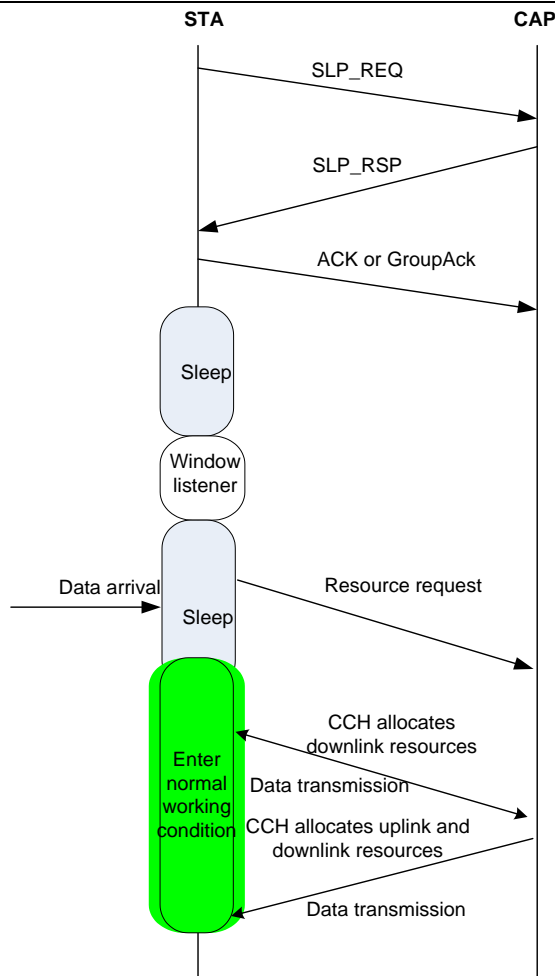 STA
CAP
SLP_REQ
SLP_RSP
ACK or GroupAck
Sleep
Window
listener
Data arrival
Resource request
Sleep
CCH allocates
downlink resources
Enter
normal
working
condition
Data transmission
CCH allocates uplink and
downlink resources
Data transmission